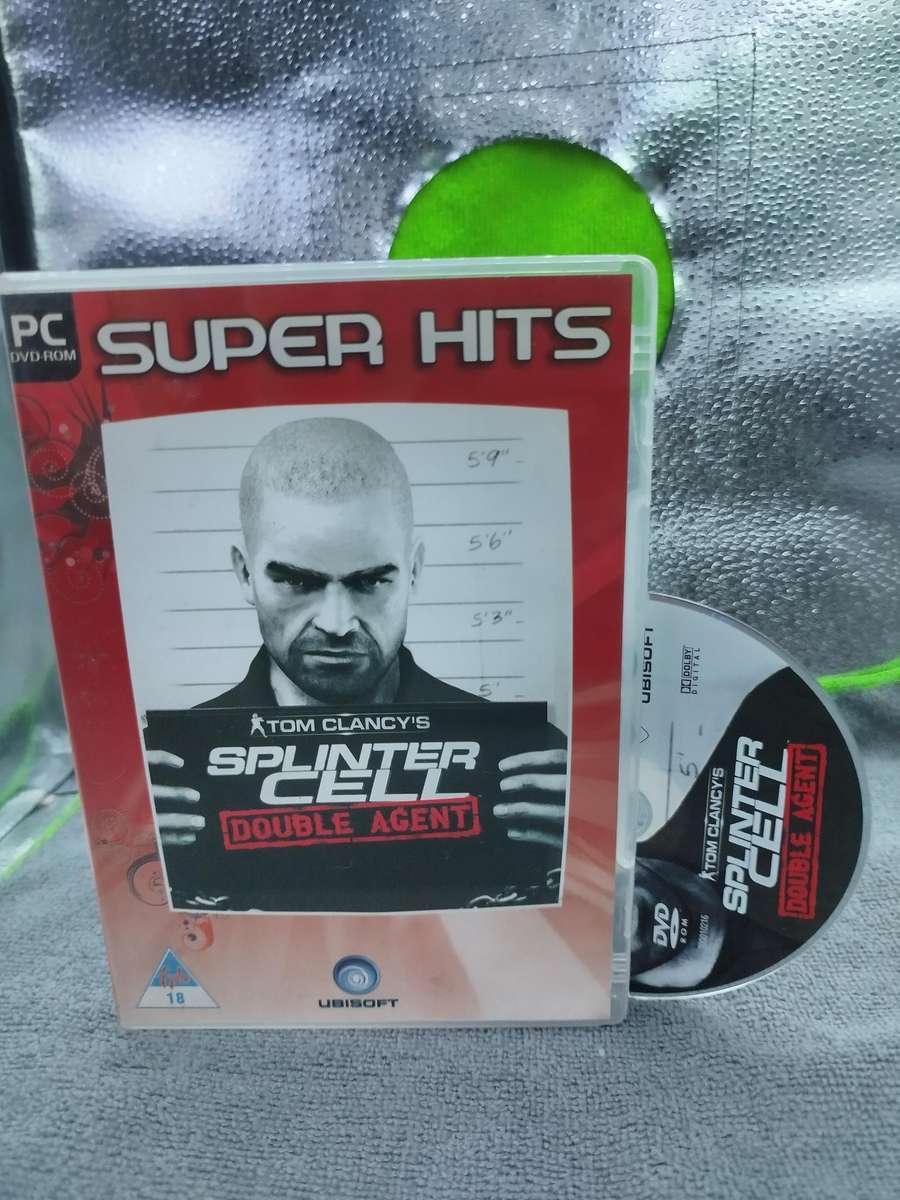 PC
DVD-ROM
SUPER HITS
5'9"
5'6"
5'3"
5'
TOM CLANCY'S
SPLINTER
CELL
DOUBLE AGENT
18
UBISOFT
UBISOFT
DOLBY
DIGITAL
5'
TOM CLANCY'S
SPLINTER
CELL
DOUBLE AGENT
DVD
ROM